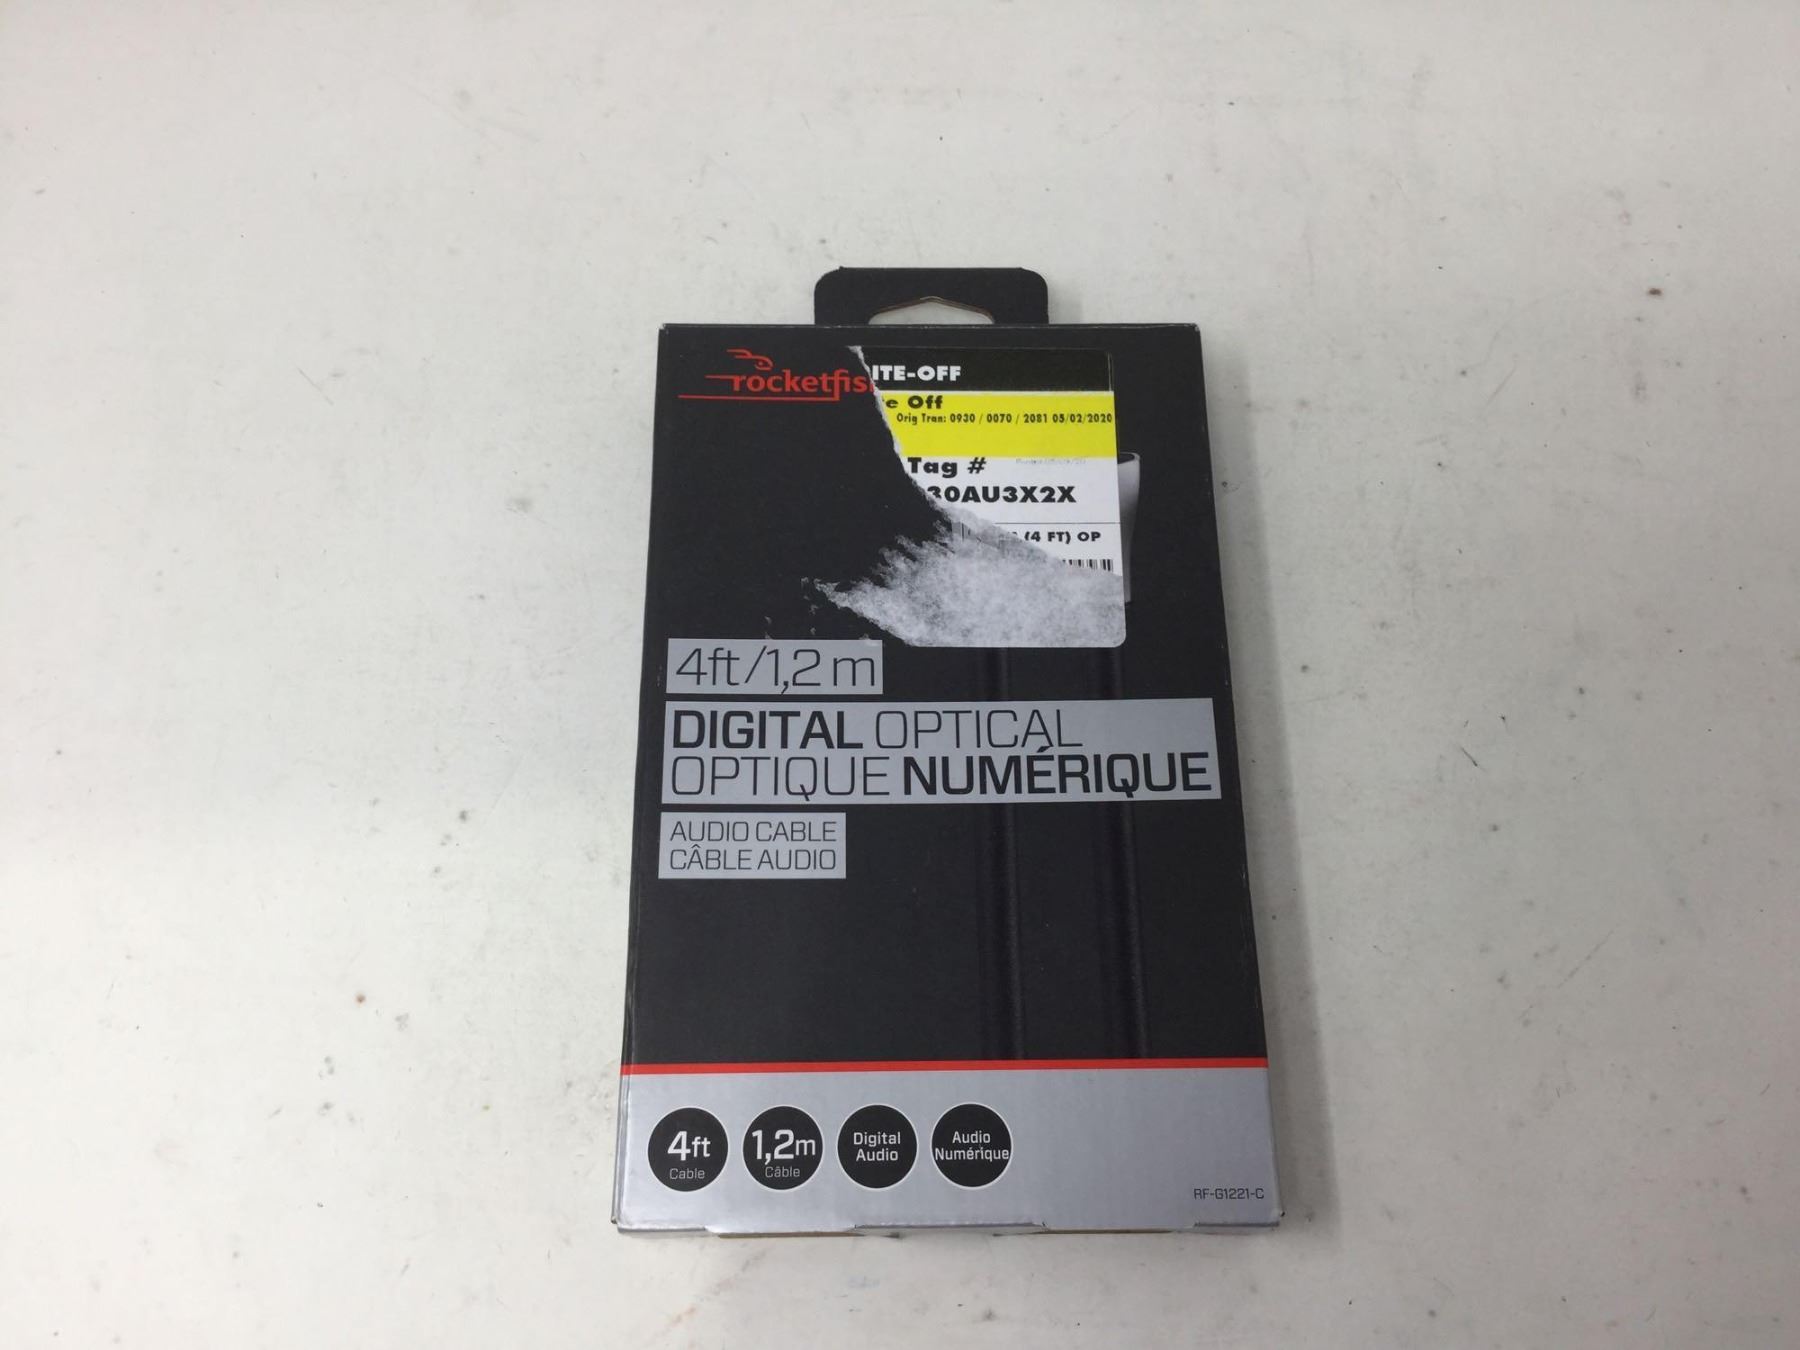 rocketfis
ITE-OFF
e Off
Orig Tran: 0930 / 0070 / 2081 05/02/2020
Tag #
30AU3X2X
(4 FT) OP
4ft/1,2 m
DIGITAL OPTICAL
OPTIQUE NUMÉRIQUE
AUDIO CABLE
CÂBLE AUDIO
4ft
Cable
1,2m
Câble
Digital
Audio
Audio
Numérique
RF-G1221-C